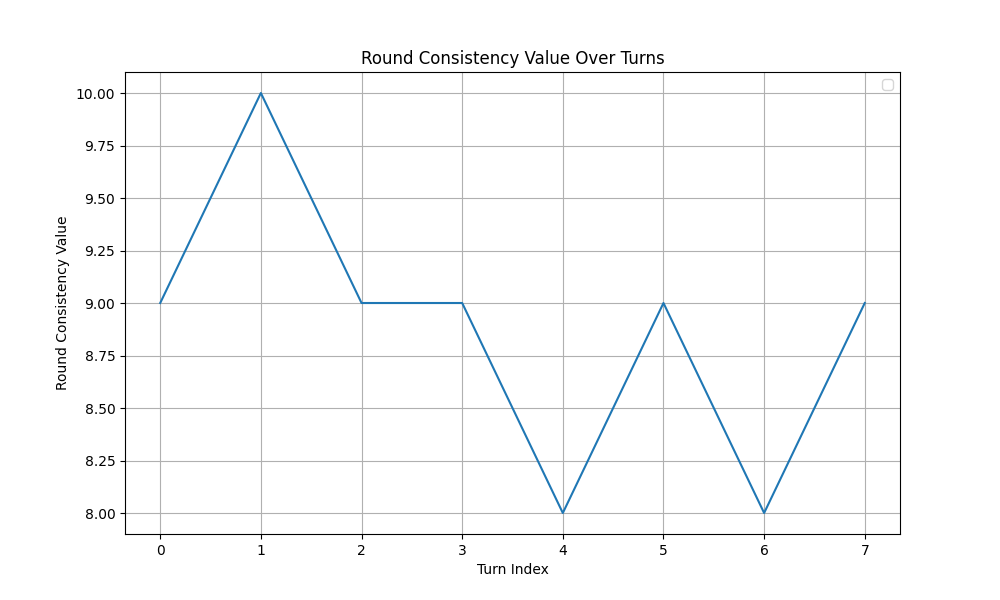 Round Consistency Value Over Turns
10.00
9.75
9.50
9.25
9.00
8.75
8.50
8.25
8.00
Round Consistency Value
0 1 2 3 4 5 6 7
Turn Index